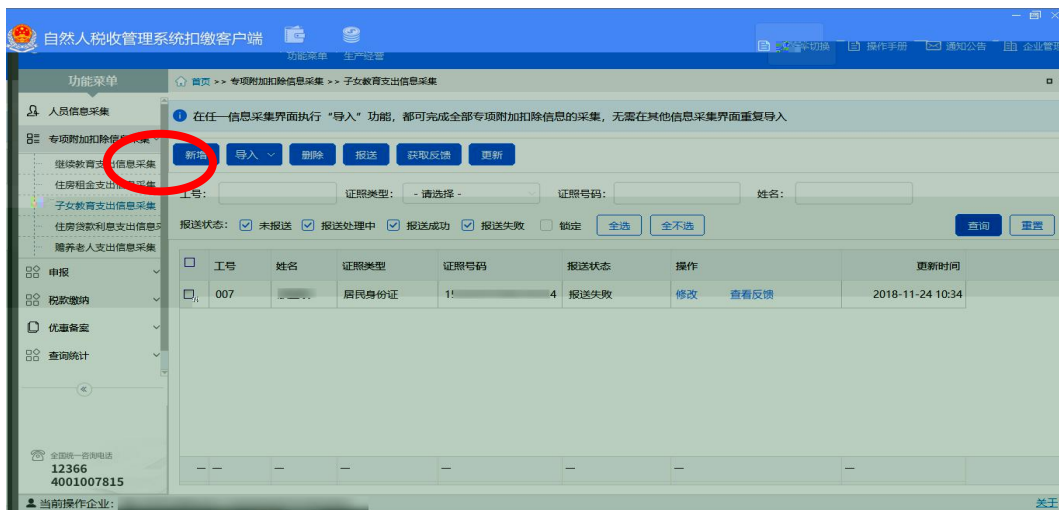 自然人税收管理系统扣缴客户端
功能菜单 生产经营
操作手册 通知公告 企业管
功能菜单
首页 >> 专项附加扣除信息采集 >> 子女教育支出信息采集
人员信息采集
在任一信息采集界面执行“导入”功能，都可完成全部专项附加扣除信息的采集，无需在其他信息采集界面重复导入
专项附加扣除信息采集
新增 导入 删除 报送 获取反馈 更新
继续教育支出信息采集
住房租金支出信息采集
工号: 证照类型: - 请选择 - 证照号码: 姓名:
子女教育支出信息采集
住房贷款利息支出信息采
报送状态: 未报送 报送处理中 报送成功 报送失败 锁定 全选 全不选 查询 重置
赡养老人支出信息采集
工号 姓名 证照类型 证照号码 报送状态 操作 更新时间
申报
007 居民身份证 4 报送失败 修改 查看反馈 2018-11-24 10:34
税款缴纳
优惠备案
查询统计
全国统一咨询电话
12366
4001007815
当前操作企业:
关于